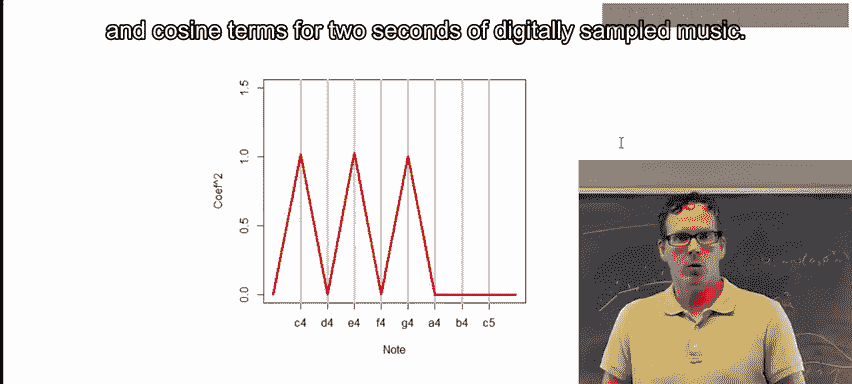 and cosine terms for two seconds of digitally sampled music.
1.5
1.0
0.5
0.0
Coef^2
c4 d4 e4 f4 g4 a4 b4 c5
Note